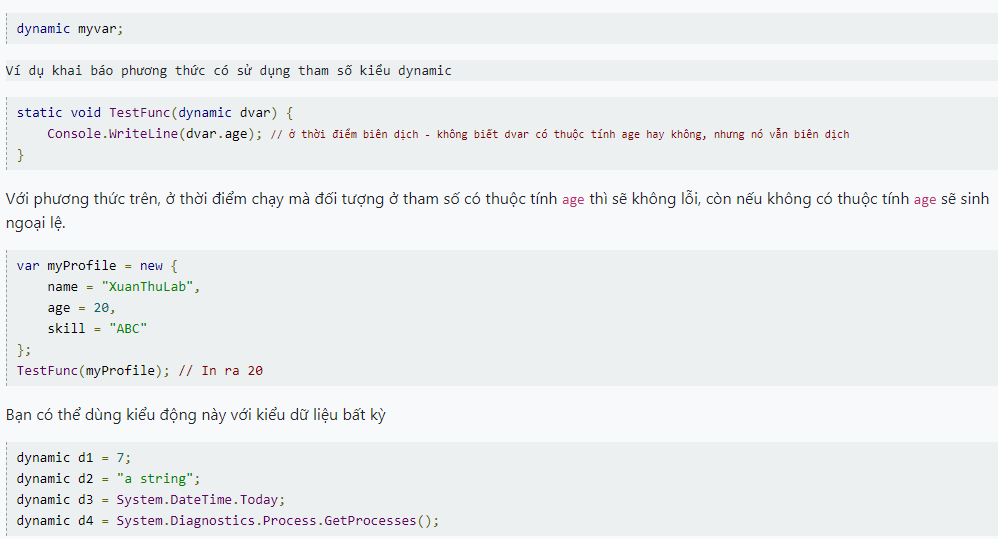 dynamic myvar;
Ví dụ khai báo phương thức có sử dụng tham số kiểu dynamic
static void TestFunc(dynamic dvar) {
    Console.WriteLine(dvar.age); // ở thời điểm biên dịch - không biết dvar có thuộc tính age hay không, nhưng nó vẫn biên dịch
}
Với phương thức trên, ở thời điểm chạy mà đối tượng ở tham số có thuộc tính age thì sẽ không lỗi, còn nếu không có thuộc tính age sẽ sinh
ngoại lệ.
var myProfile = new {
    name = "XuanThuLab",
    age = 20,
    skill = "ABC"
};
TestFunc(myProfile); // In ra 20
Bạn có thể dùng kiểu động này với kiểu dữ liệu bất kỳ
dynamic d1 = 7;
dynamic d2 = "a string";
dynamic d3 = System.DateTime.Today;
dynamic d4 = System.Diagnostics.Process.GetProcesses();